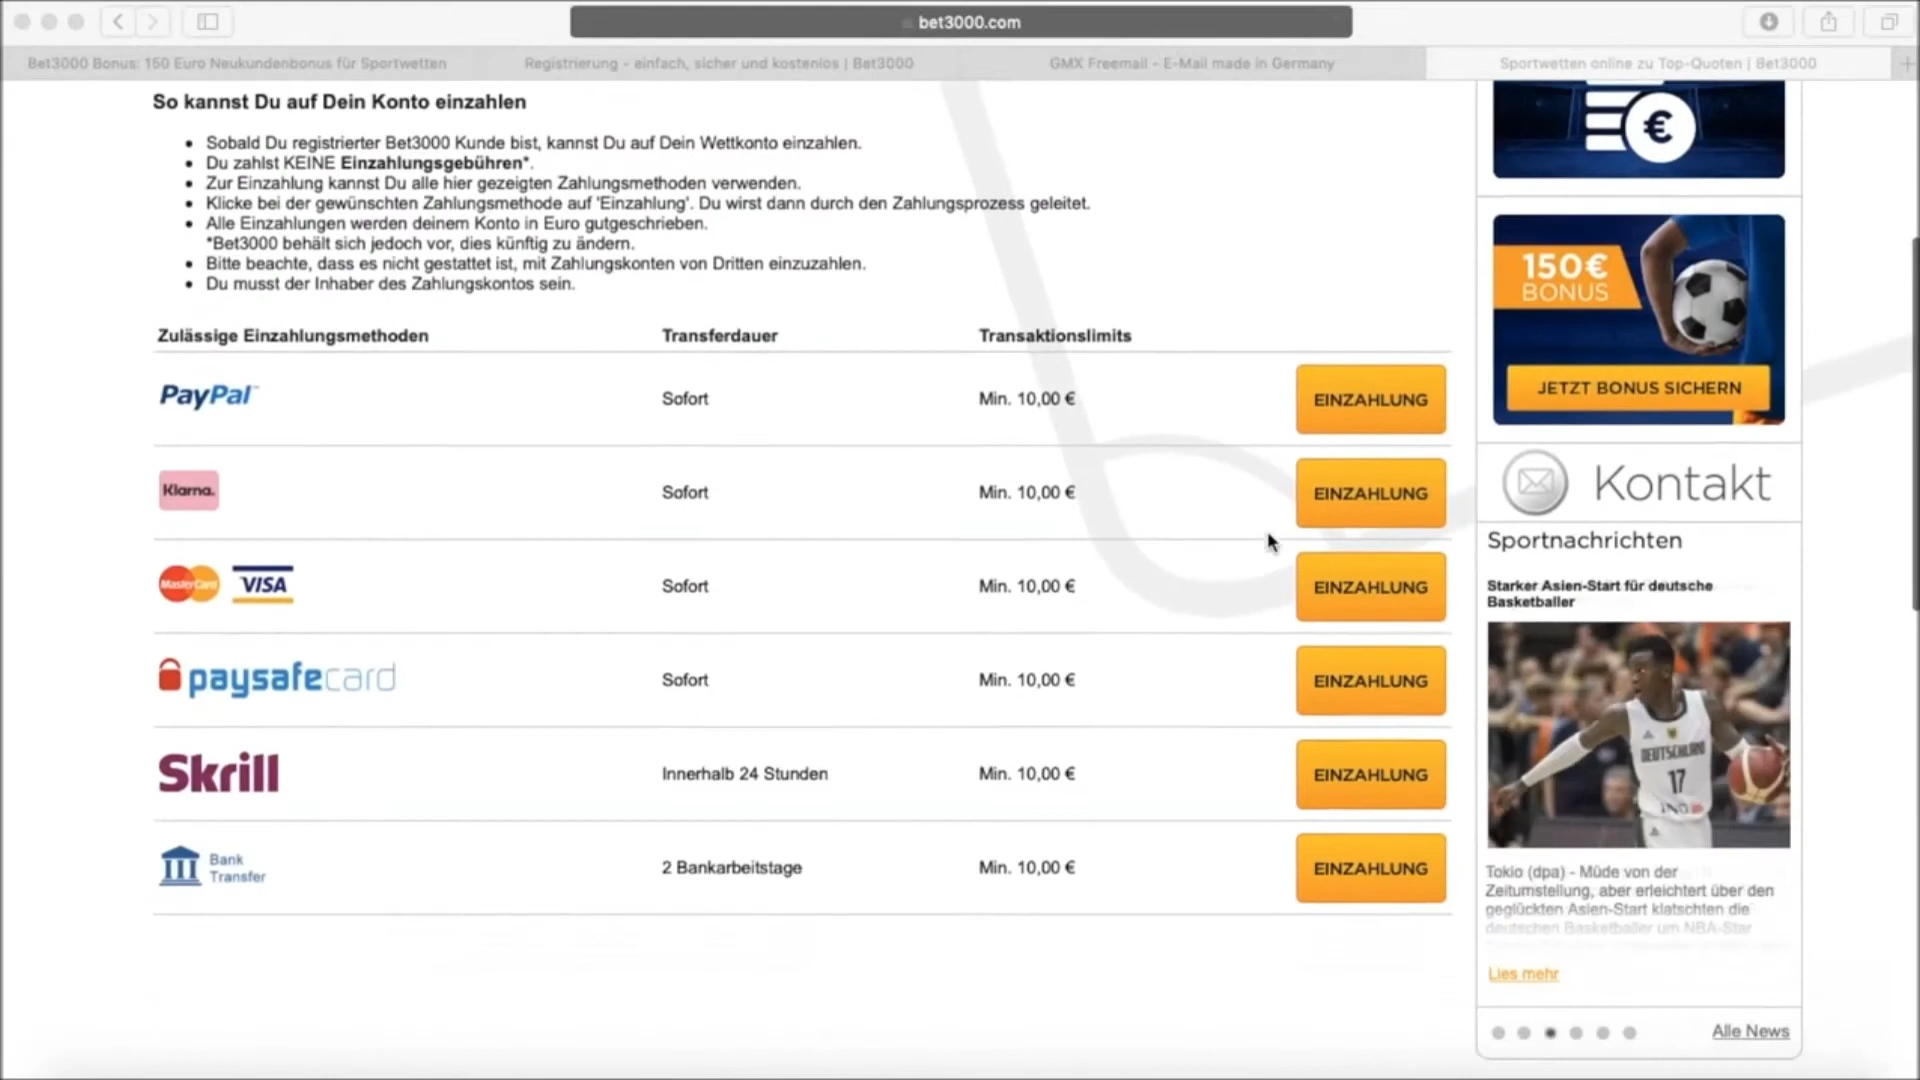 bet3000.com
Bet3000 Bonus: 150 Euro Neukundenbonus für Sportwetten
Registrierung - einfach, sicher und kostenlos | Bet3000
GMX Freemail - E-Mail made in Germany
Sportwetten online zu Top-Quoten | Bet3000
So kannst Du auf Dein Konto einzahlen
• Sobald Du registrierter Bet3000 Kunde bist, kannst Du auf Dein Wettkonto einzahlen.
• Du zahlst KEINE Einzahlungsgebühren*.
• Zur Einzahlung kannst Du alle hier gezeigten Zahlungsmethoden verwenden.
• Klicke bei der gewünschten Zahlungsmethode auf 'Einzahlung'. Du wirst dann durch den Zahlungsprozess geleitet.
• Alle Einzahlungen werden deinem Konto in Euro gutgeschrieben.
*Bet3000 behält sich jedoch vor, dies künftig zu ändern.
• Bitte beachte, dass es nicht gestattet ist, mit Zahlungskonten von Dritten einzuzahlen.
• Du musst der Inhaber des Zahlungskontos sein.
Zulässige Einzahlungsmethoden Transferdauer Transaktionslimits
PayPal Sofort Min. 10,00 € EINZAHLUNG
Klarna. Sofort Min. 10,00 € EINZAHLUNG
MasterCard VISA Sofort Min. 10,00 € EINZAHLUNG
paysafecard Sofort Min. 10,00 € EINZAHLUNG
Skrill Innerhalb 24 Stunden Min. 10,00 € EINZAHLUNG
Bank
Transfer 2 Bankarbeitstage Min. 10,00 € EINZAHLUNG
€
150€
BONUS
JETZT BONUS SICHERN
Kontakt
Sportnachrichten
Starker Asien-Start für deutsche
Basketballer
DEUTSCHLAND
17
ING
Tokio (dpa) - Müde von der
Zeitumstellung, aber erleichtert über den
geglückten Asien-Start klatschten die
deutschen Basketballer um NBA-Star
Lies mehr
Alle News